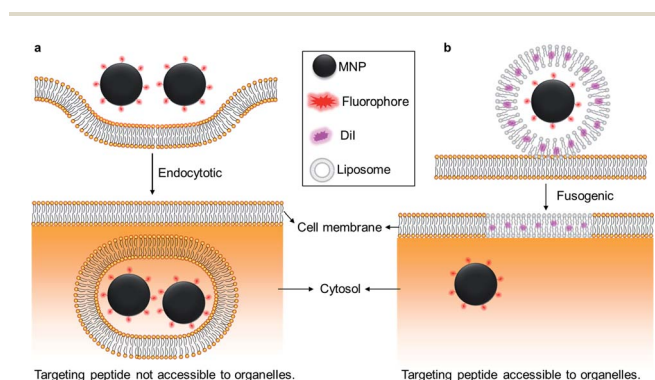 a
b
MNP
Fluorophore
DiI
Liposome
Endocytotic
Fusogenic
Cell membrane
Cytosol
Targeting peptide not accessible to organelles.
Targeting peptide accessible to organelles.